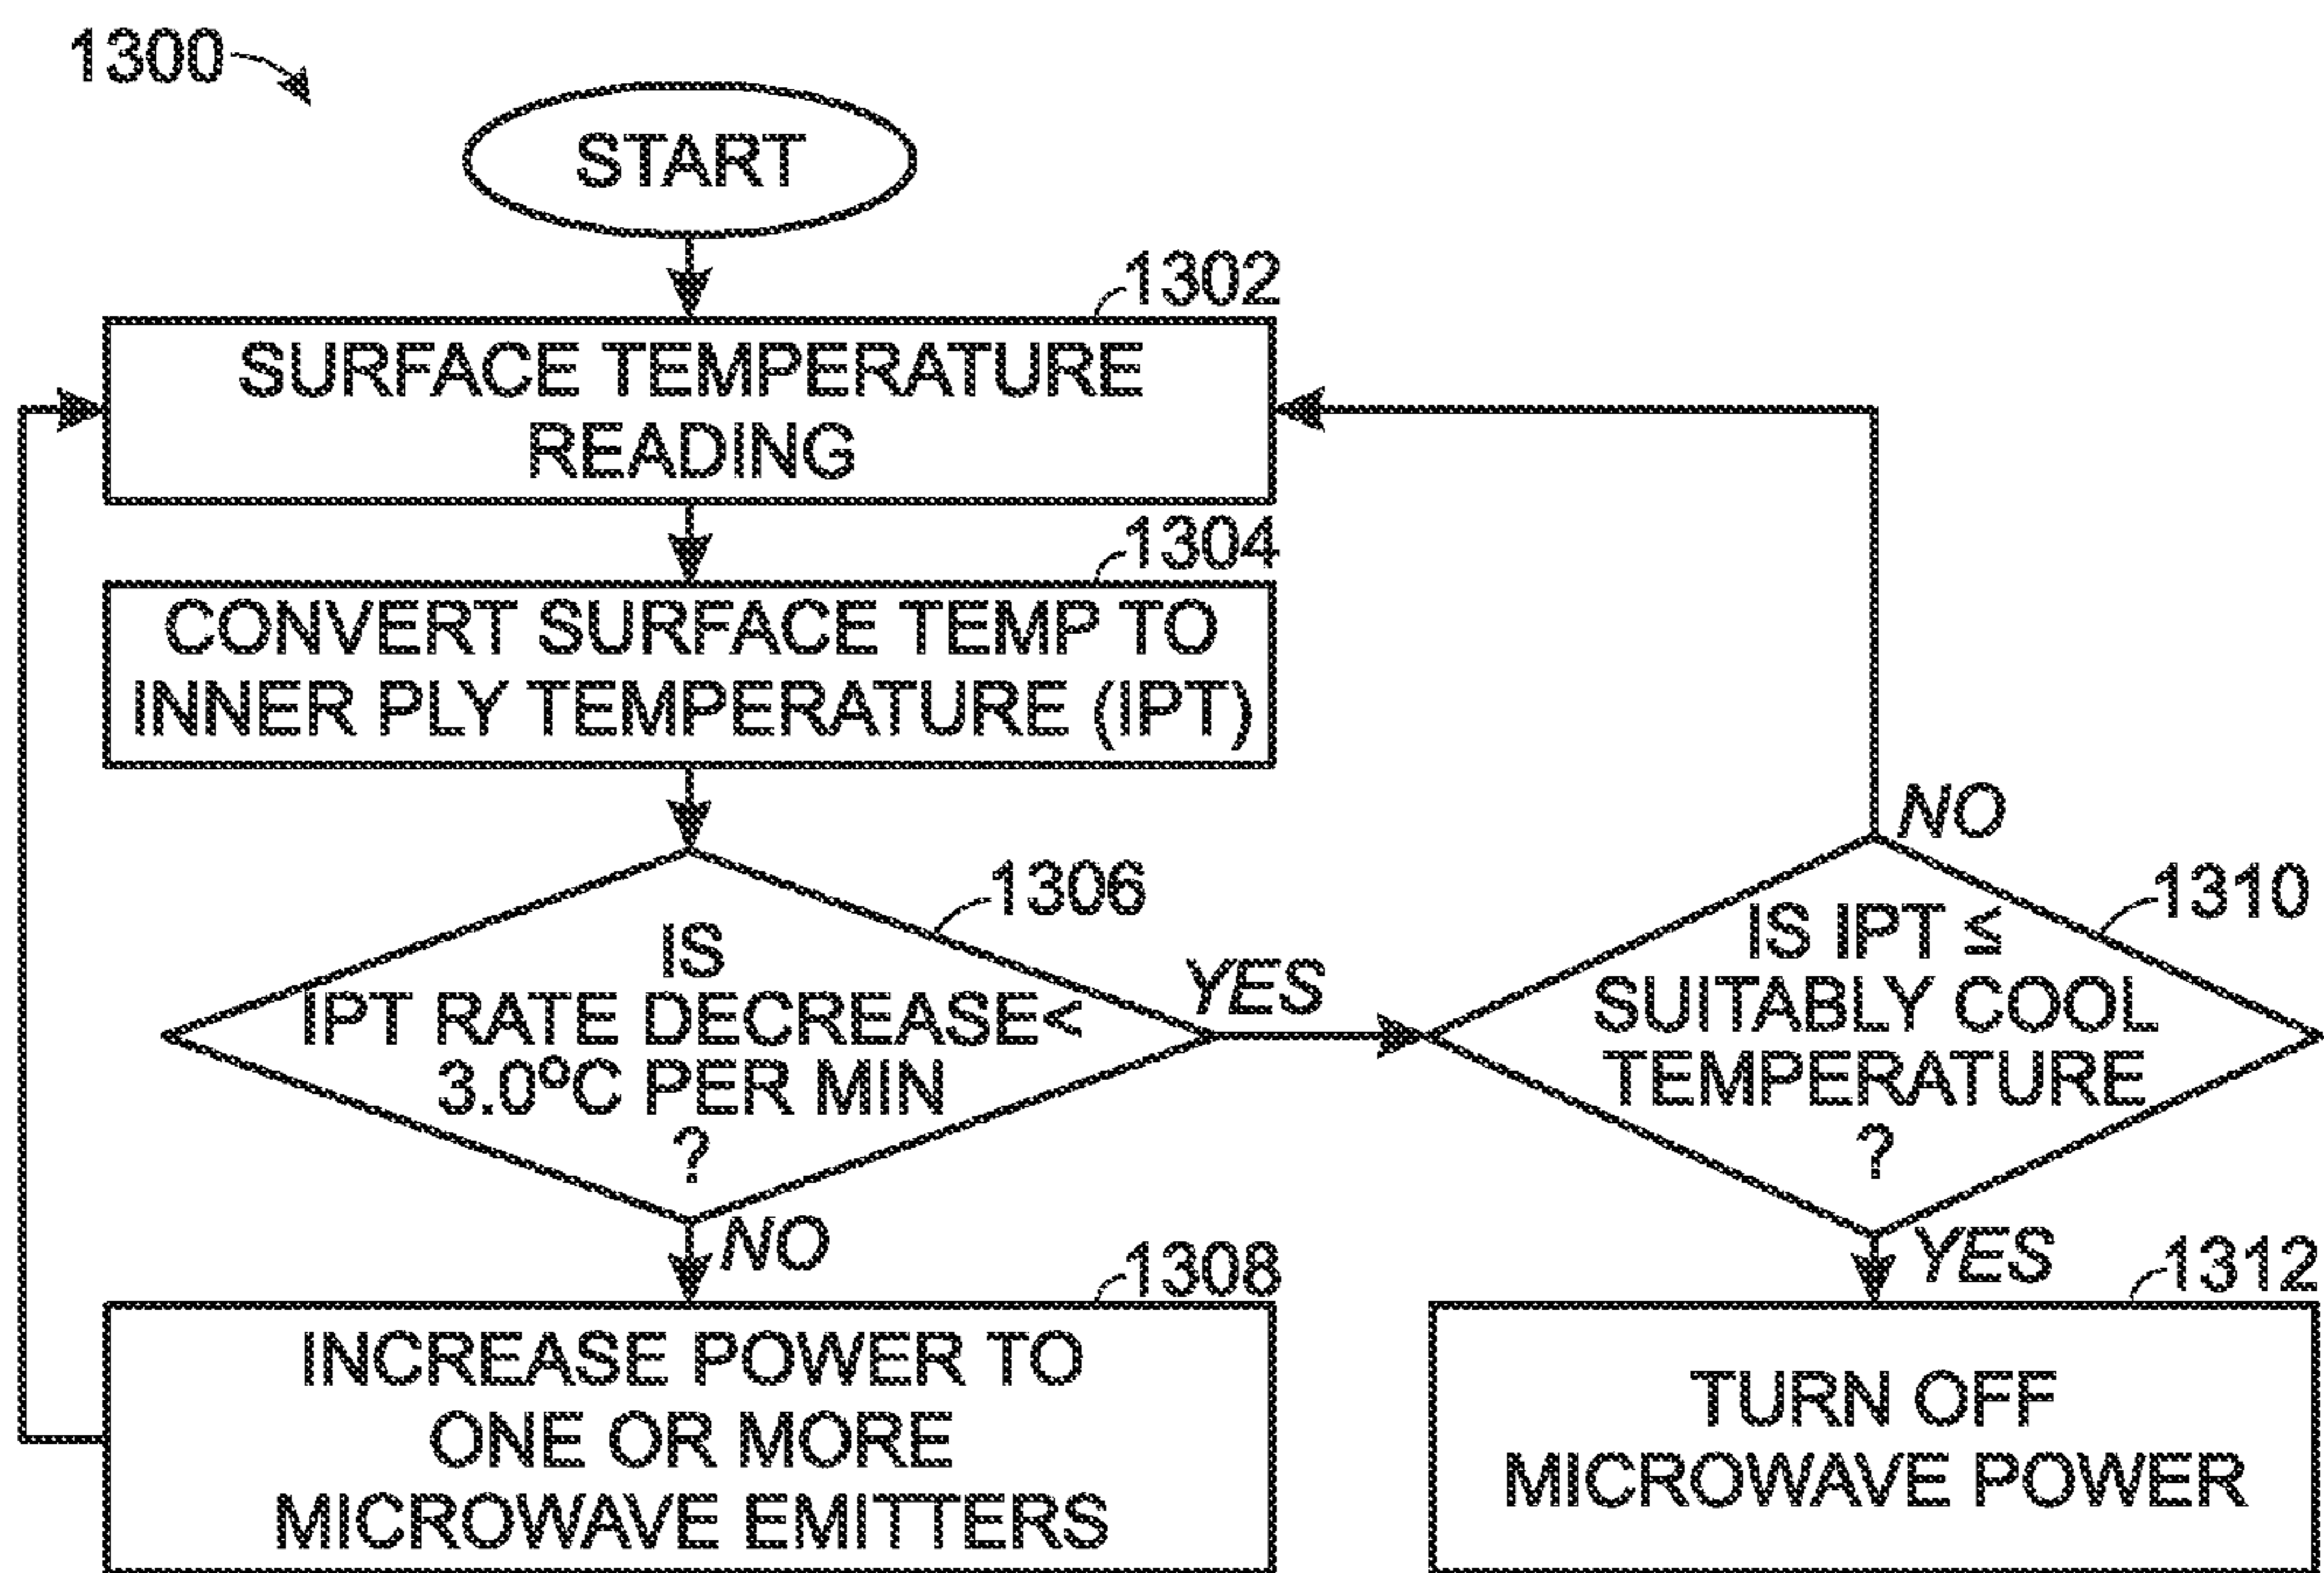 1300
START
1302
SURFACE TEMPERATURE
READING
1304
CONVERT SURFACE TEMP TO
INNER PLY TEMPERATURE (IPT)
1306
IS
IPT RATE DECREASE<
3.0°C PER MIN
?
YES
NO
1310
IS IPT ≤
SUITABLY COOL
TEMPERATURE
?
NO
YES
1308
INCREASE POWER TO
ONE OR MORE
MICROWAVE EMITTERS
1312
TURN OFF
MICROWAVE POWER